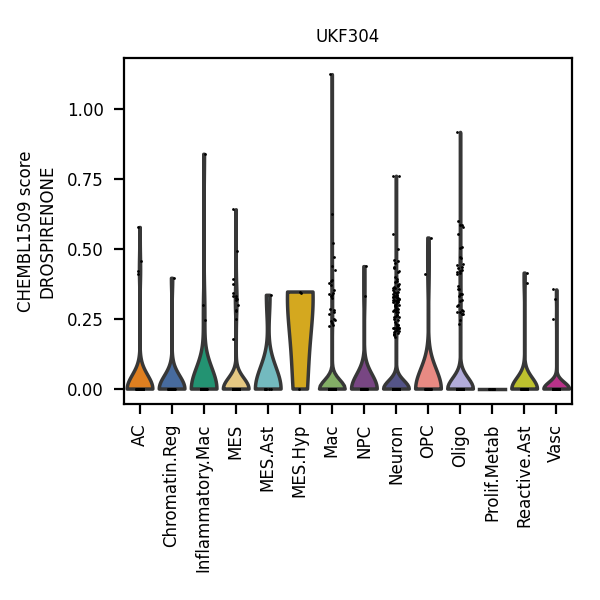 UKF304
CHEMBL1509 score
DROSPIRENONE
1.00
0.75
0.50
0.25
0.00
AC
Chromatin.Reg
Inflammatory.Mac
MES
MES.Ast
MES.Hyp
Mac
NPC
Neuron
OPC
Oligo
Prolif.Metab
Reactive.Ast
Vasc